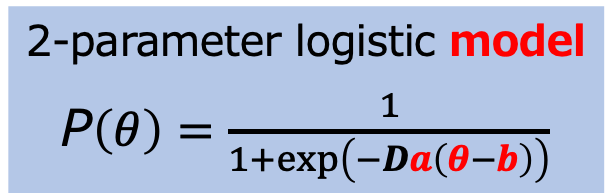 2-parameter logistic model
P(θ) = 1 / 1+exp(−Da(θ−b))